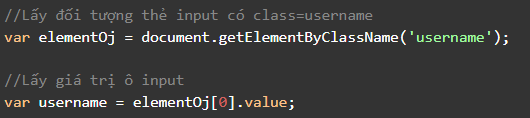 //Lấy đối tượng thẻ input có class=username
var elementOj = document.getElementByClassName('username');
//Lấy giá trị ô input
var username = elementOj[0].value;